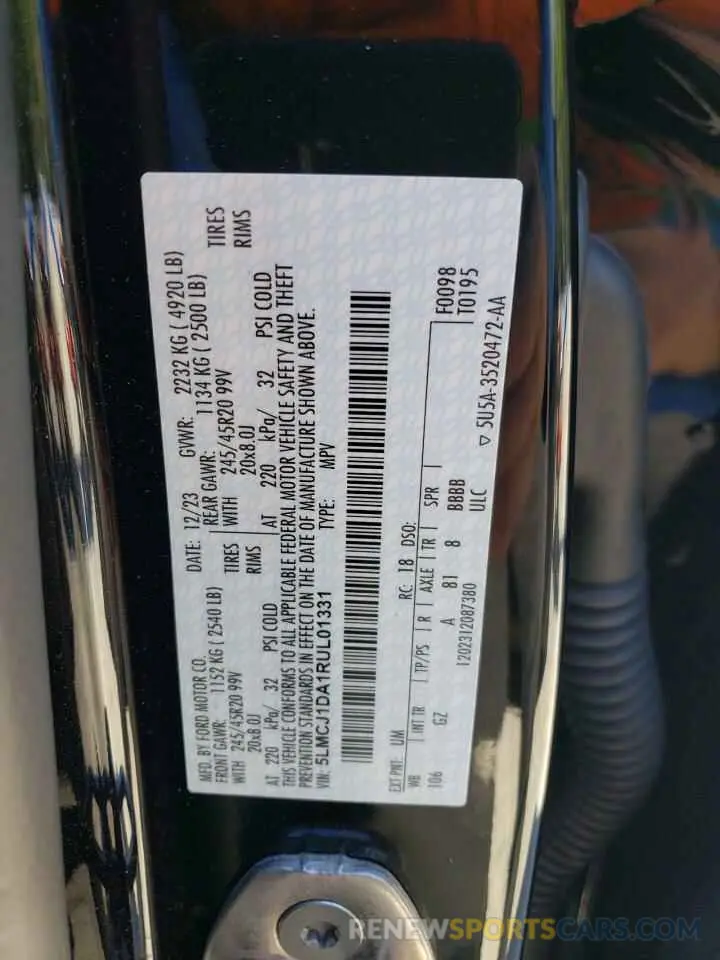 MFD. BY FORD MOTOR CO.
DATE: 12/23 GVWR: 2232 KG ( 4920 LB)
FRONT GAWR: 1152 KG ( 2540 LB)
REAR GAWR: 1134 KG ( 2500 LB)
WITH 245/45R20 99V TIRES
WITH 245/45R20 99V TIRES
20x8.0J RIMS
20x8.0J RIMS
AT 220 kPa/ 32 PSI COLD
AT 220 kPa/ 32 PSI COLD
THIS VEHICLE CONFORMS TO ALL APPLICABLE FEDERAL MOTOR VEHICLE SAFETY AND THEFT
PREVENTION STANDARDS IN EFFECT ON THE DATE OF MANUFACTURE SHOWN ABOVE.
VIN: 5LMCJ1DA1RUL01331 TYPE: MPV
EXT PNT: UM RC: 18 DSO: F0098
T0195
WB INT TR TP/PS R AXLE TR SPR
106 GZ A B1 8 BBBB
1202312087380 ULC
5U5A-3520472-AA
RENEWSPORTSCARS.COM